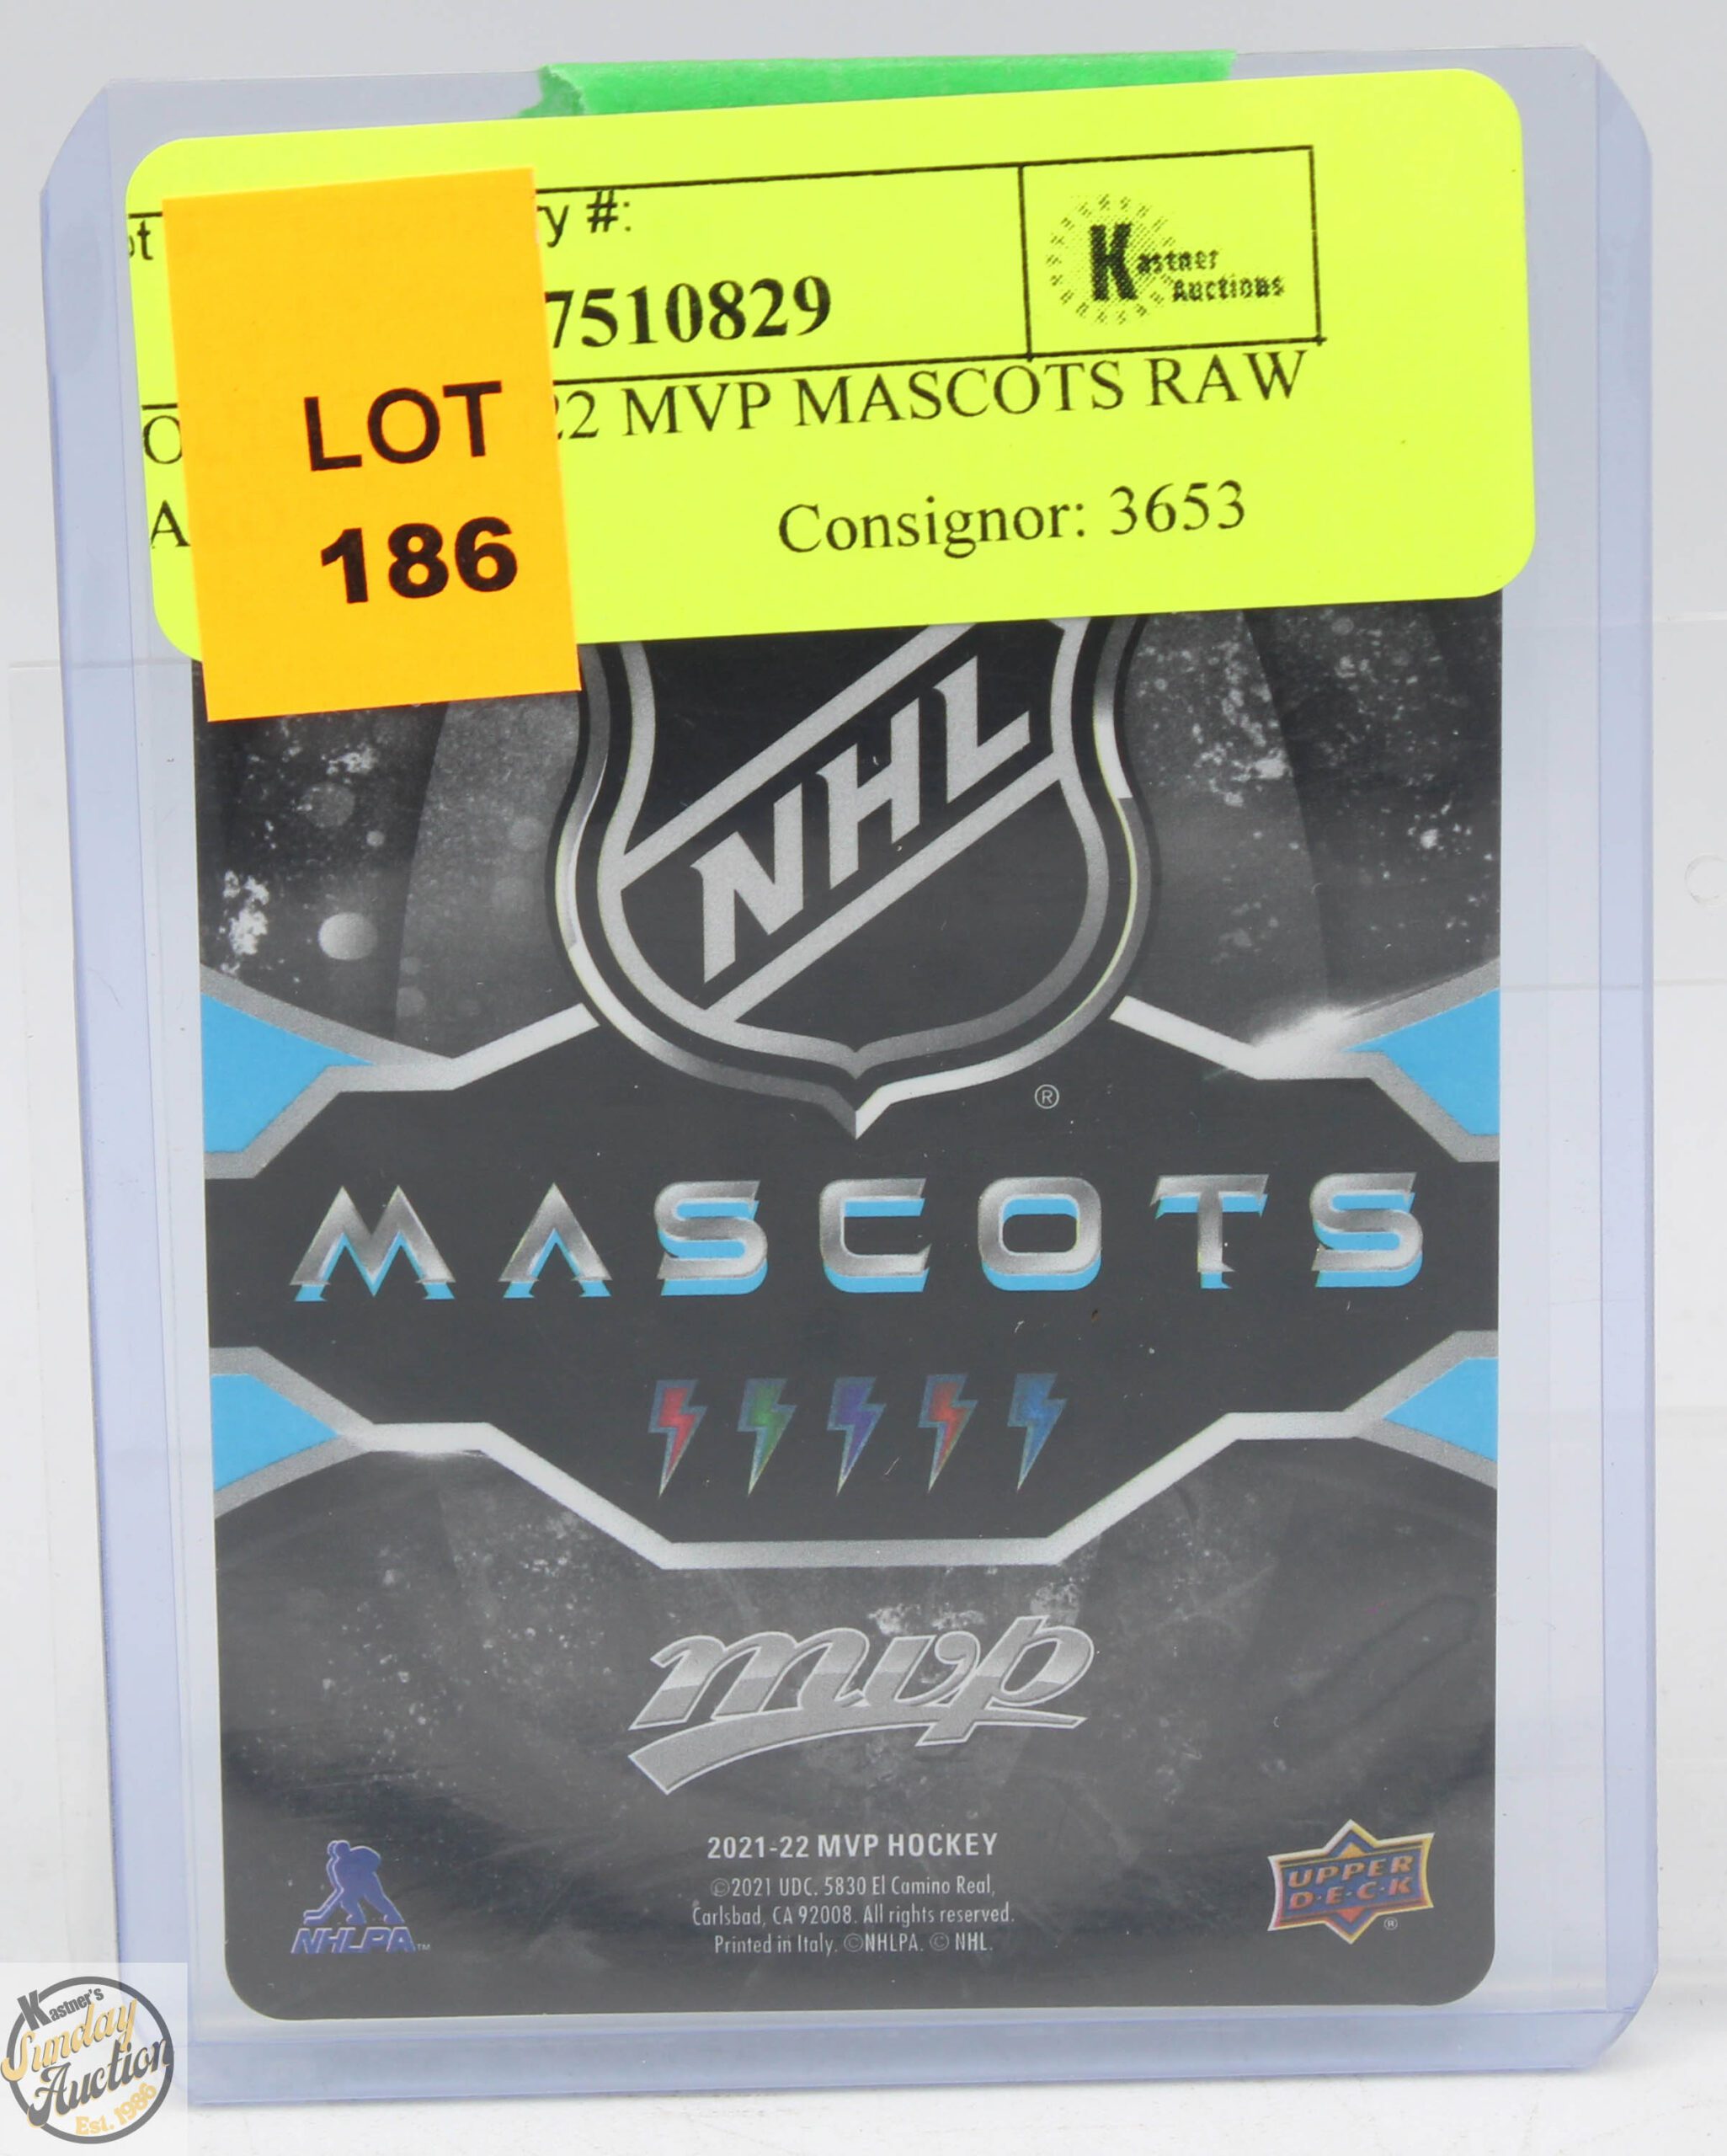 y #:
7510829
Kastner
Auctions
22 MVP MASCOTS RAW
Consignor: 3653
LOT
186
NHL
®
MASCOTS
mvp
2021-22 MVP HOCKEY
©2021 UDC. 5830 El Camino Real,
Carlsbad, CA 92008. All rights reserved.
Printed in Italy. ©NHLPA. © NHL.
NHLPA™
UPPER
D·E·C·K
®
Kastner's
Sunday
Auction
Est. 1986